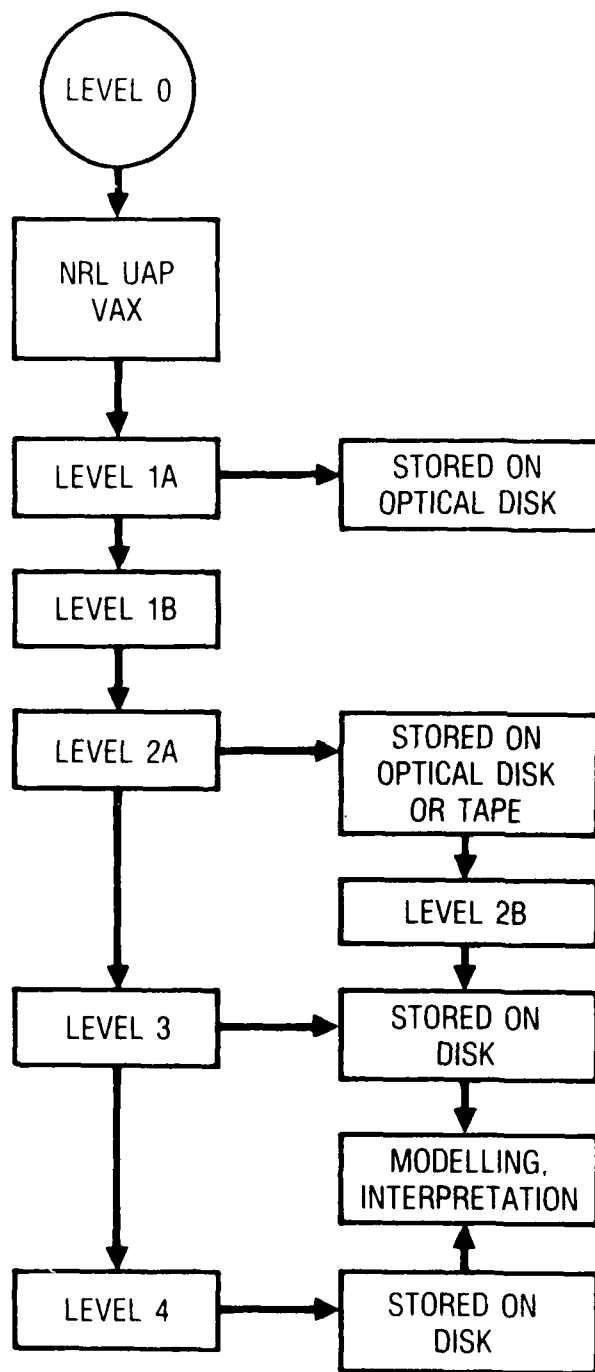 LEVEL 0
NRL UAP
VAX
LEVEL 1A
STORED ON
OPTICAL DISK
LEVEL 1B
LEVEL 2A
STORED ON
OPTICAL DISK
OR TAPE
LEVEL 2B
LEVEL 3
STORED ON
DISK
MODELLING,
INTERPRETATION
LEVEL 4
STORED ON
DISK